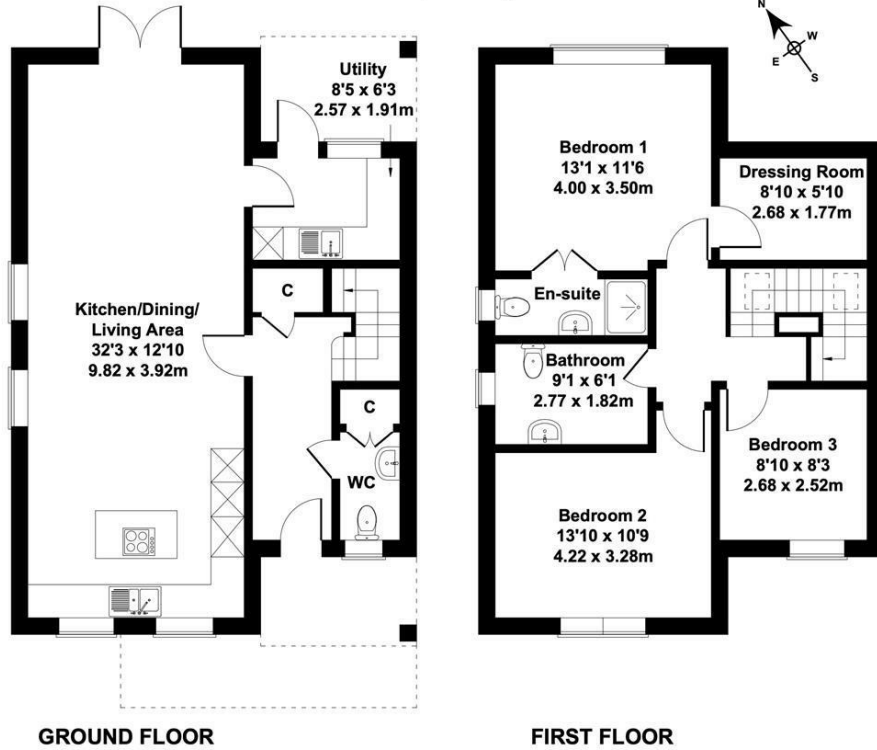 Utility
8'5 x 6'3
2.57 x 1.91m
C
Kitchen/Dining/
Living Area
32'3 x 12'10
9.82 x 3.92m
C
WC
GROUND FLOOR
N
W
E
S
Bedroom 1
13'1 x 11'6
4.00 x 3.50m
Dressing Room
8'10 x 5'10
2.68 x 1.77m
En-suite
Bathroom
9'1 x 6'1
2.77 x 1.82m
Bedroom 3
8'10 x 8'3
2.68 x 2.52m
Bedroom 2
13'10 x 10'9
4.22 x 3.28m
FIRST FLOOR